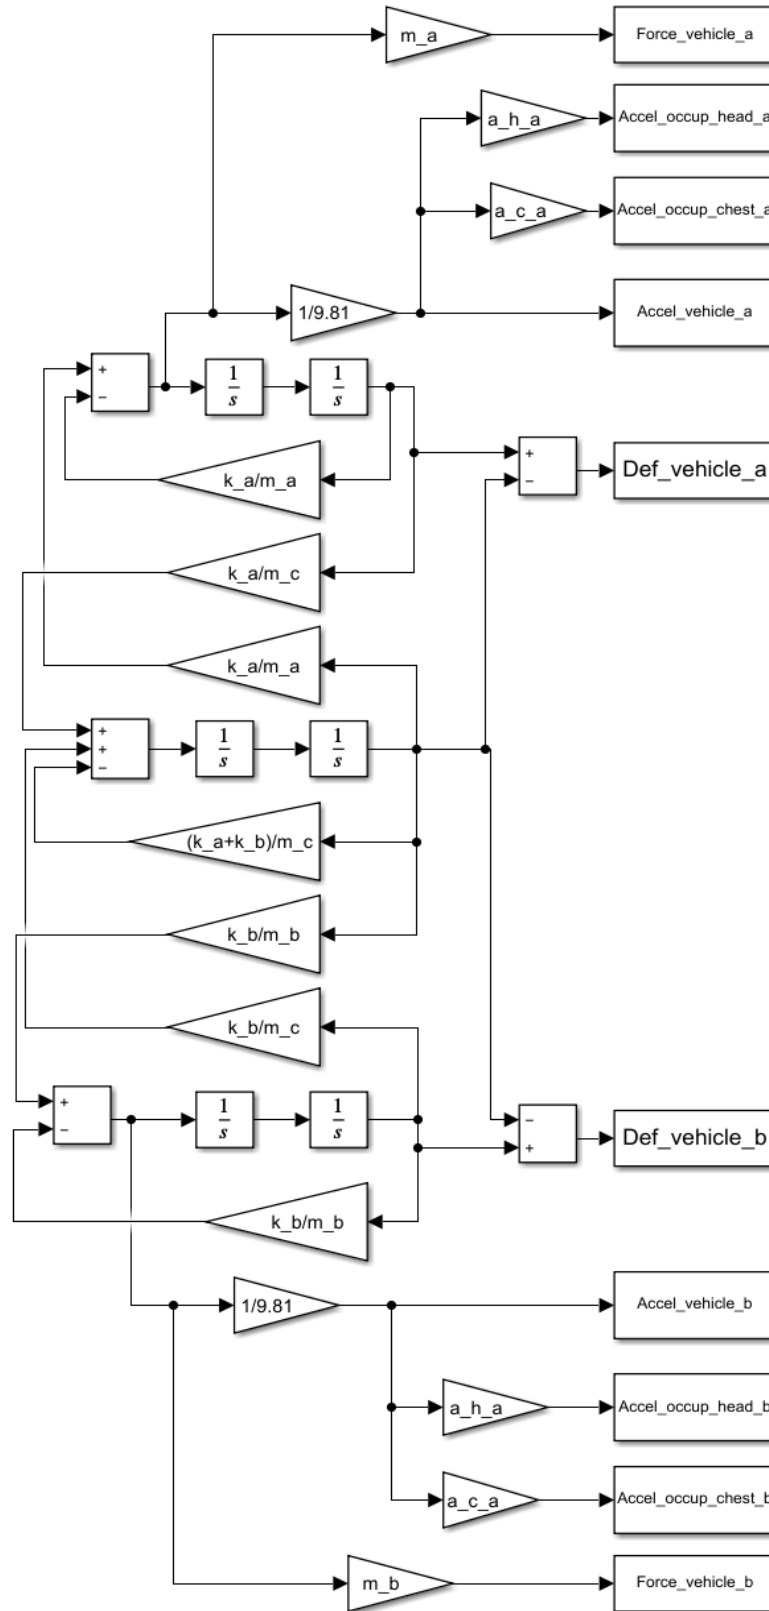 m_a
Force_vehicle_a
a_h_a
Accel_occup_head_a
a_c_a
Accel_occup_chest_a
1/9.81
Accel_vehicle_a
+
−
1
s
1
s
k_a/m_a
+
−
Def_vehicle_a
k_a/m_c
k_a/m_a
+
+
−
1
s
1
s
(k_a+k_b)/m_c
k_b/m_b
k_b/m_c
+
−
1
s
1
s
−
+
Def_vehicle_b
k_b/m_b
1/9.81
Accel_vehicle_b
a_h_a
Accel_occup_head_b
a_c_a
Accel_occup_chest_b
m_b
Force_vehicle_b